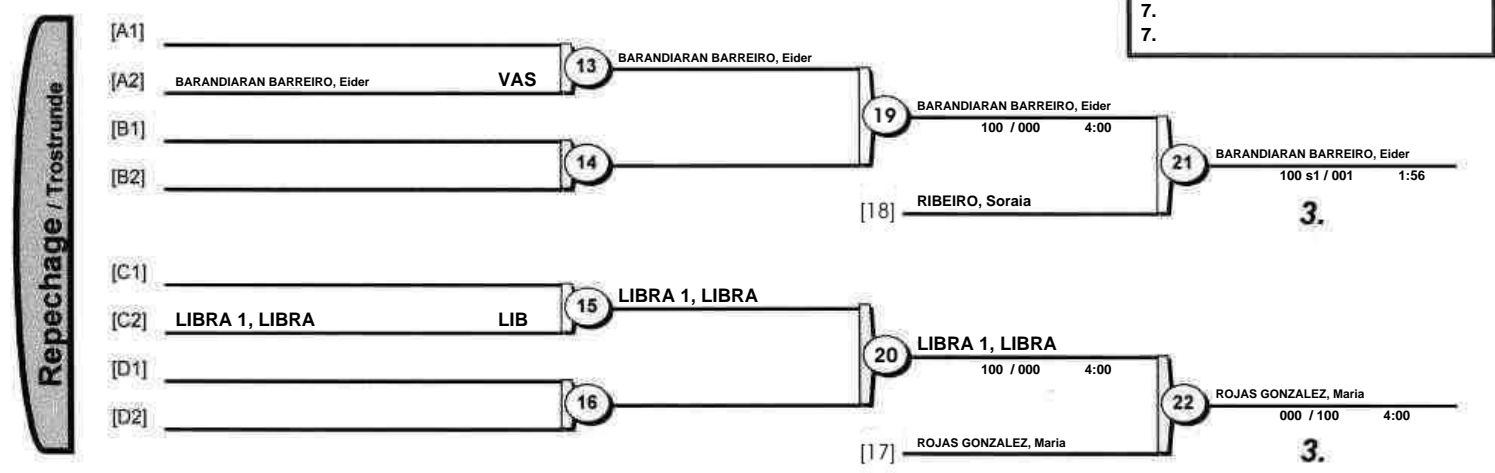 7.
7.
Repechage / Trostrunde
[A1]
13
BARANDIARAN BARREIRO, Eider
[A2] BARANDIARAN BARREIRO, Eider VAS
19
BARANDIARAN BARREIRO, Eider
100 / 000 4:00
[B1]
14
[B2]
21
BARANDIARAN BARREIRO, Eider
100 s1 / 001 1:56
[18] RIBEIRO, Soraia
3.
[C1]
15
LIBRA 1, LIBRA
[C2] LIBRA 1, LIBRA LIB
20
LIBRA 1, LIBRA
100 / 000 4:00
[D1]
16
[D2]
22
ROJAS GONZALEZ, Maria
000 / 100 4:00
[17] ROJAS GONZALEZ, Maria
3.